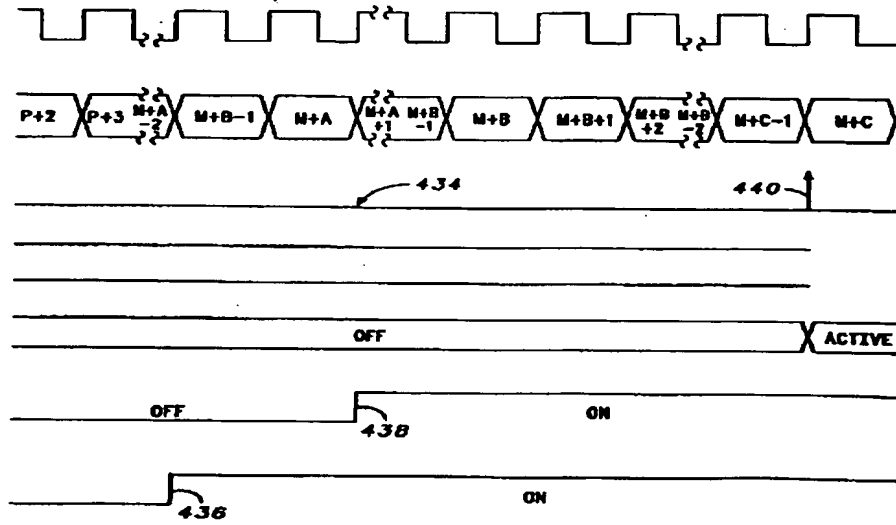 P+2 P+3 M+A-2 M+B-1 M+A M+A+1 M+B-1 M+B M+B+1 M+B+2 M+B-2 M+C-1 M+C
434 440
OFF ACTIVE
OFF 438 ON
436 ON